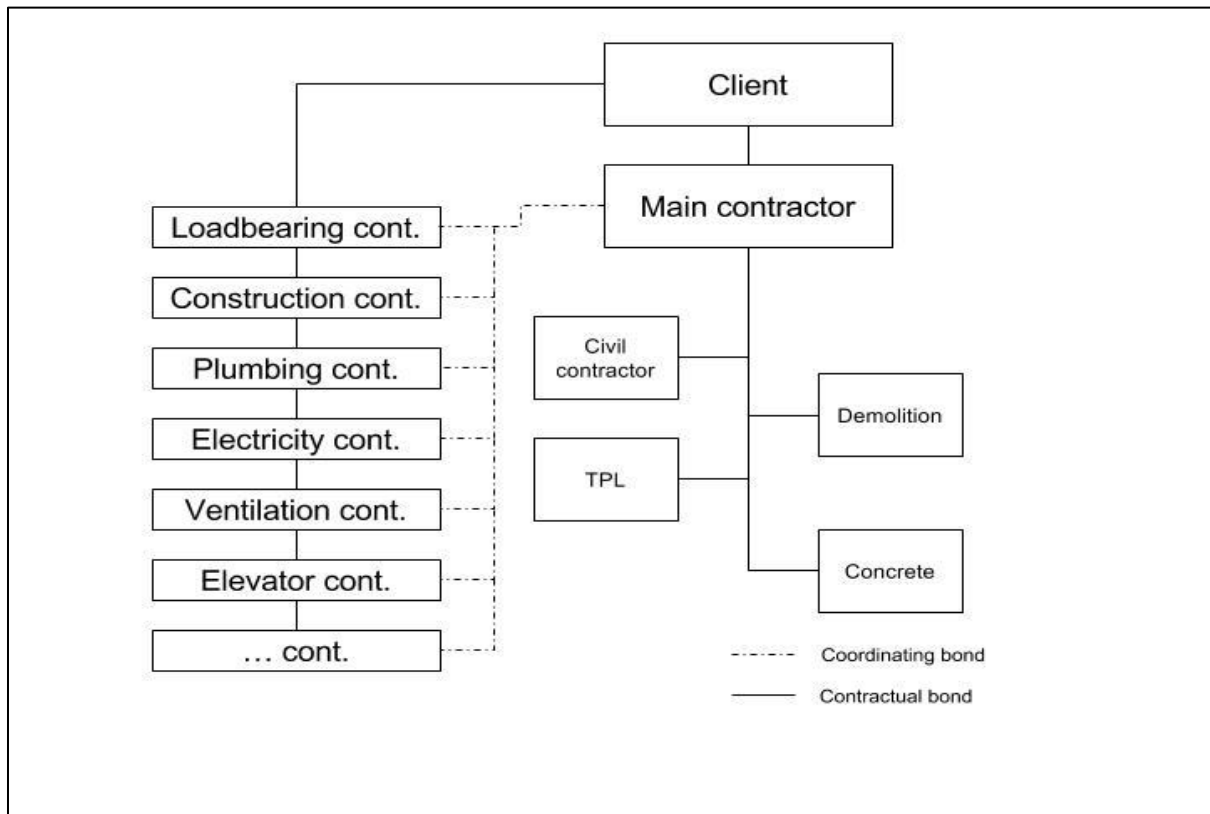 Client
Main contractor
Loadbearing cont.
Construction cont.
Plumbing cont.
Electricity cont.
Ventilation cont.
Elevator cont.
… cont.
Civil
contractor
Demolition
TPL
Concrete
Coordinating bond
Contractual bond